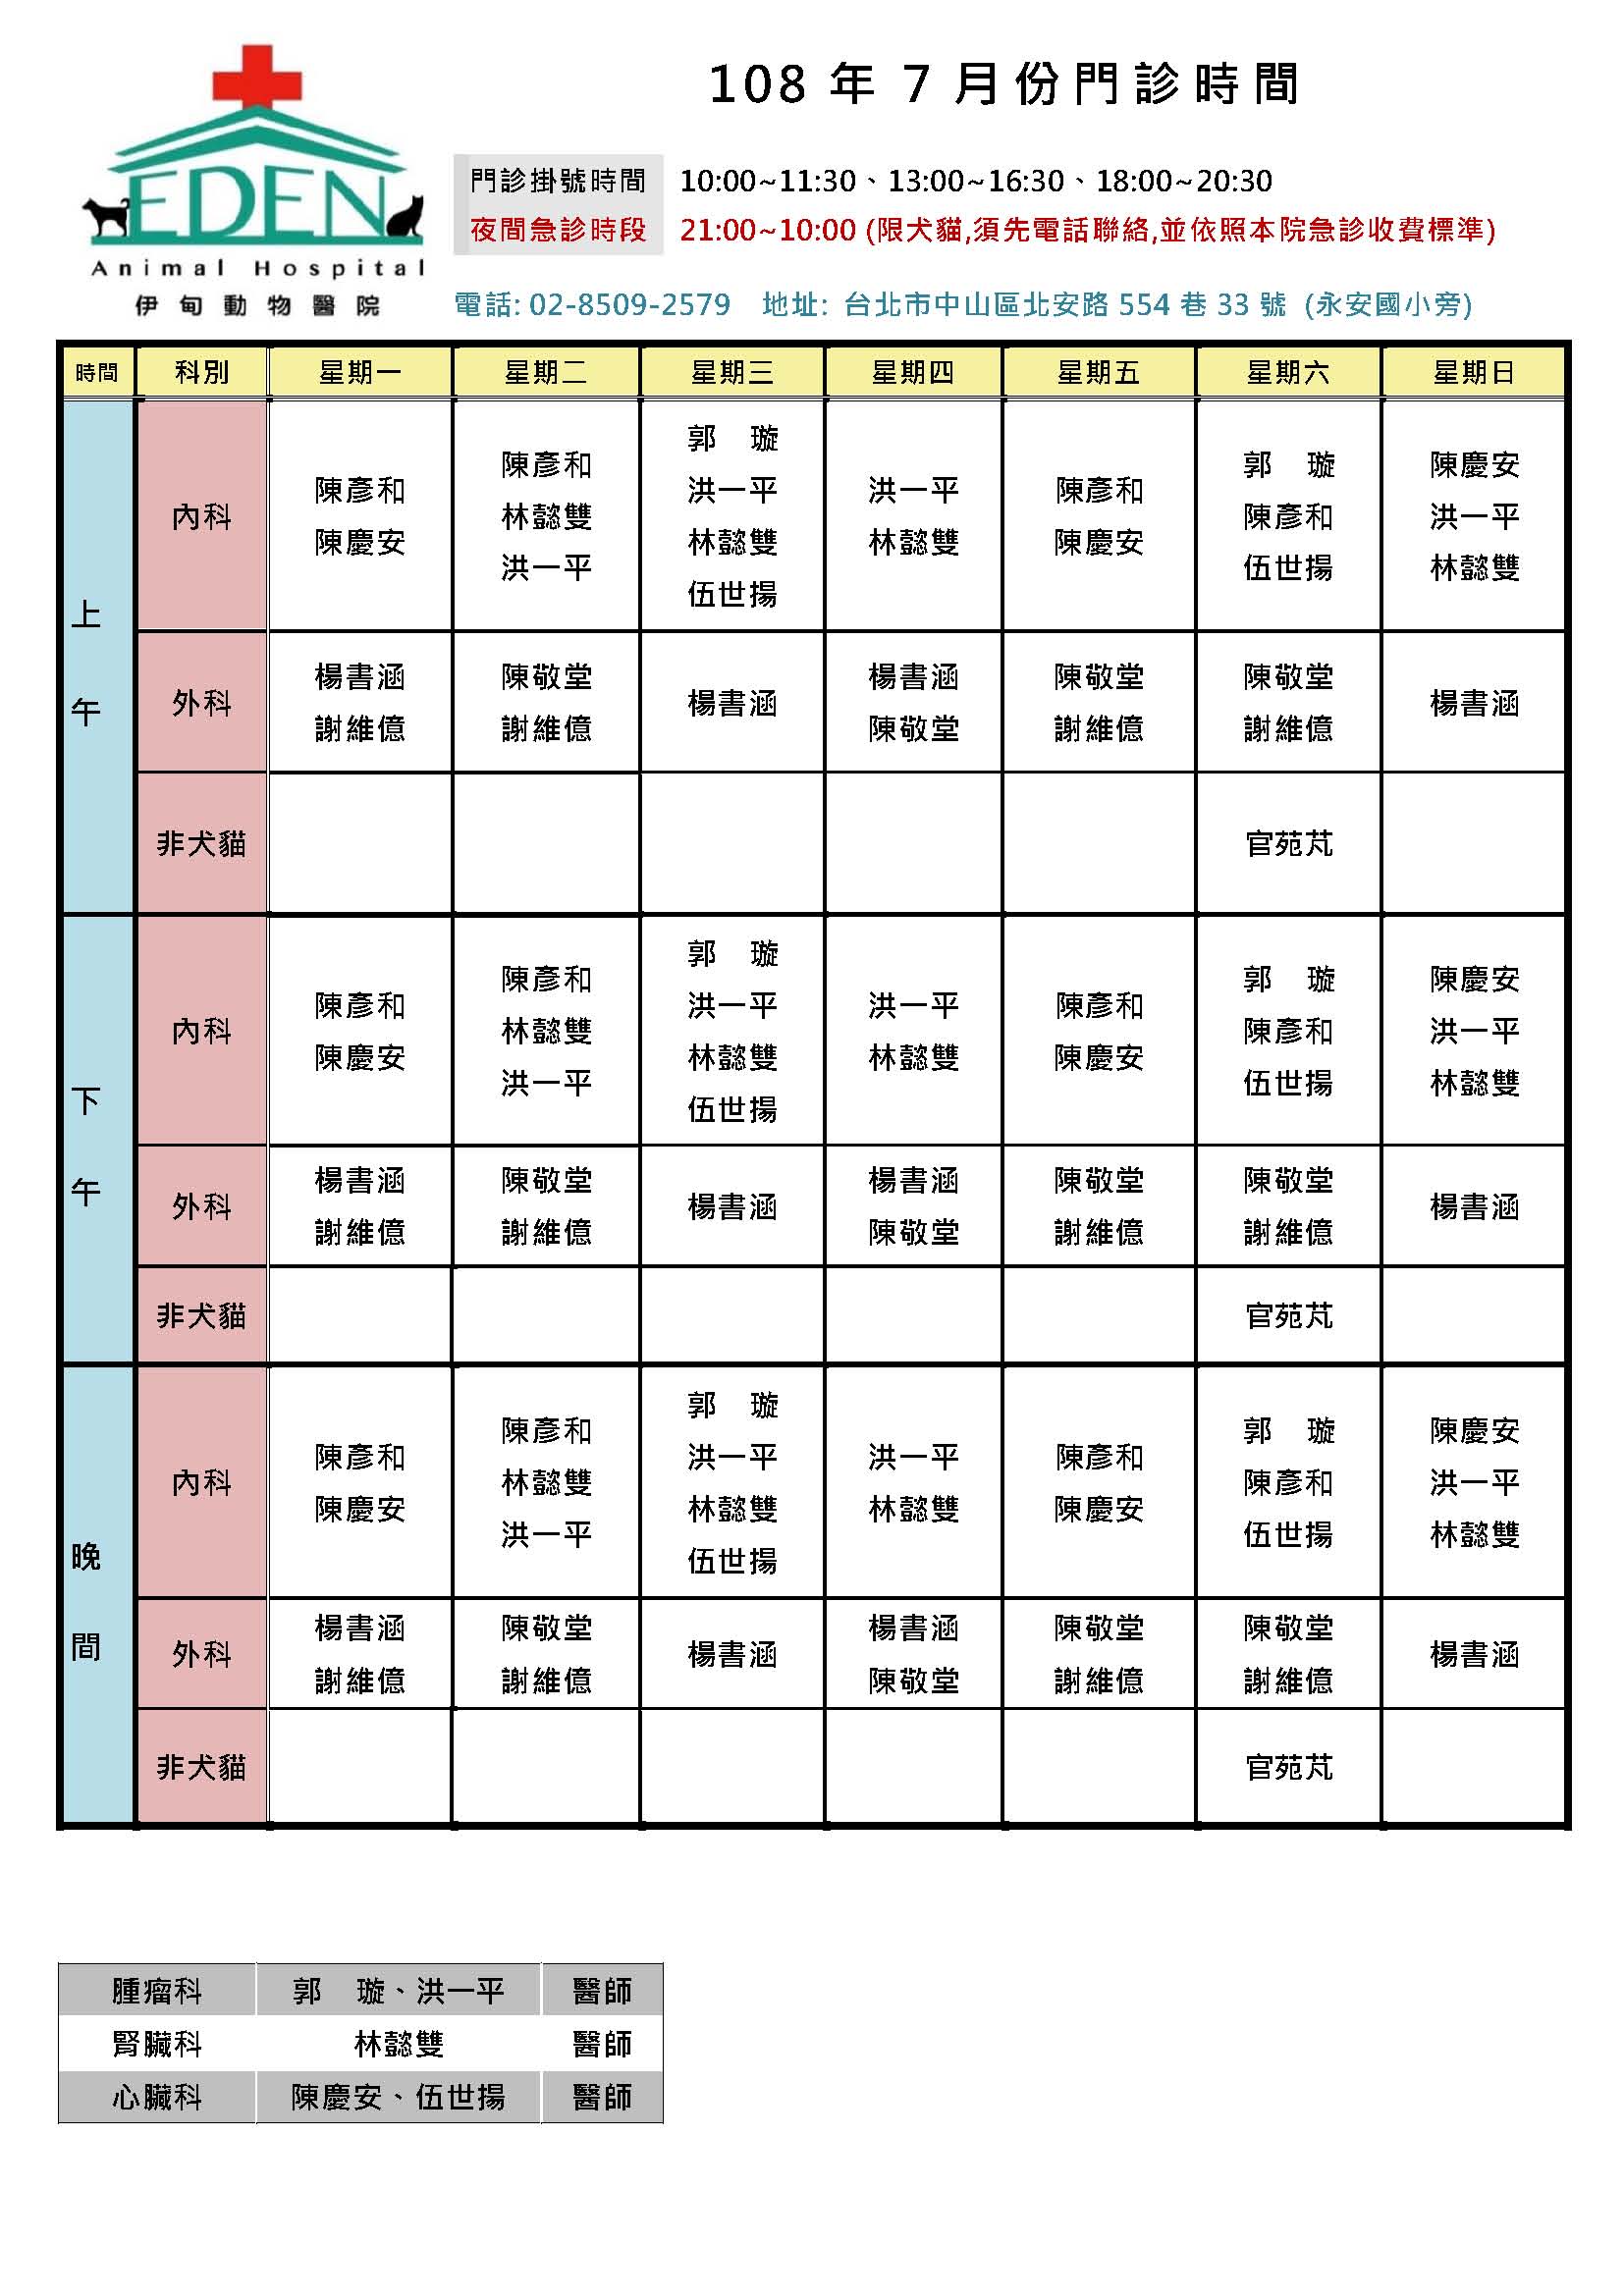 108 年 7 月份門診時間
EDEN
Animal Hospital
伊甸動物醫院
門診掛號時間 10:00~11:30、13:00~16:30、18:00~20:30
夜間急診時段 21:00~10:00 (限犬貓,須先電話聯絡,並依照本院急診收費標準)
電話: 02-8509-2579 地址: 台北市中山區北安路 554 巷 33 號 (永安國小旁)
時間 科別 星期一 星期二 星期三 星期四 星期五 星期六 星期日
上午
內科
陳彥和
陳慶安
陳彥和
林懿雙
洪一平
郭 璇
洪一平
林懿雙
伍世揚
洪一平
林懿雙
陳彥和
陳慶安
郭 璇
陳彥和
伍世揚
陳慶安
洪一平
林懿雙
外科
楊書涵
謝維億
陳敬堂
謝維億
楊書涵
楊書涵
陳敬堂
陳敬堂
謝維億
陳敬堂
謝維億
楊書涵
非犬貓
官苑芃
下午
內科
陳彥和
陳慶安
陳彥和
林懿雙
洪一平
郭 璇
洪一平
林懿雙
伍世揚
洪一平
林懿雙
陳彥和
陳慶安
郭 璇
陳彥和
伍世揚
陳慶安
洪一平
林懿雙
外科
楊書涵
謝維億
陳敬堂
謝維億
楊書涵
楊書涵
陳敬堂
陳敬堂
謝維億
陳敬堂
謝維億
楊書涵
非犬貓
官苑芃
晚間
內科
陳彥和
陳慶安
陳彥和
林懿雙
洪一平
郭 璇
洪一平
林懿雙
伍世揚
洪一平
林懿雙
陳彥和
陳慶安
郭 璇
陳彥和
伍世揚
陳慶安
洪一平
林懿雙
外科
楊書涵
謝維億
陳敬堂
謝維億
楊書涵
楊書涵
陳敬堂
陳敬堂
謝維億
陳敬堂
謝維億
楊書涵
非犬貓
官苑芃
腫瘤科 郭 璇、洪一平 醫師
腎臟科 林懿雙 醫師
心臟科 陳慶安、伍世揚 醫師